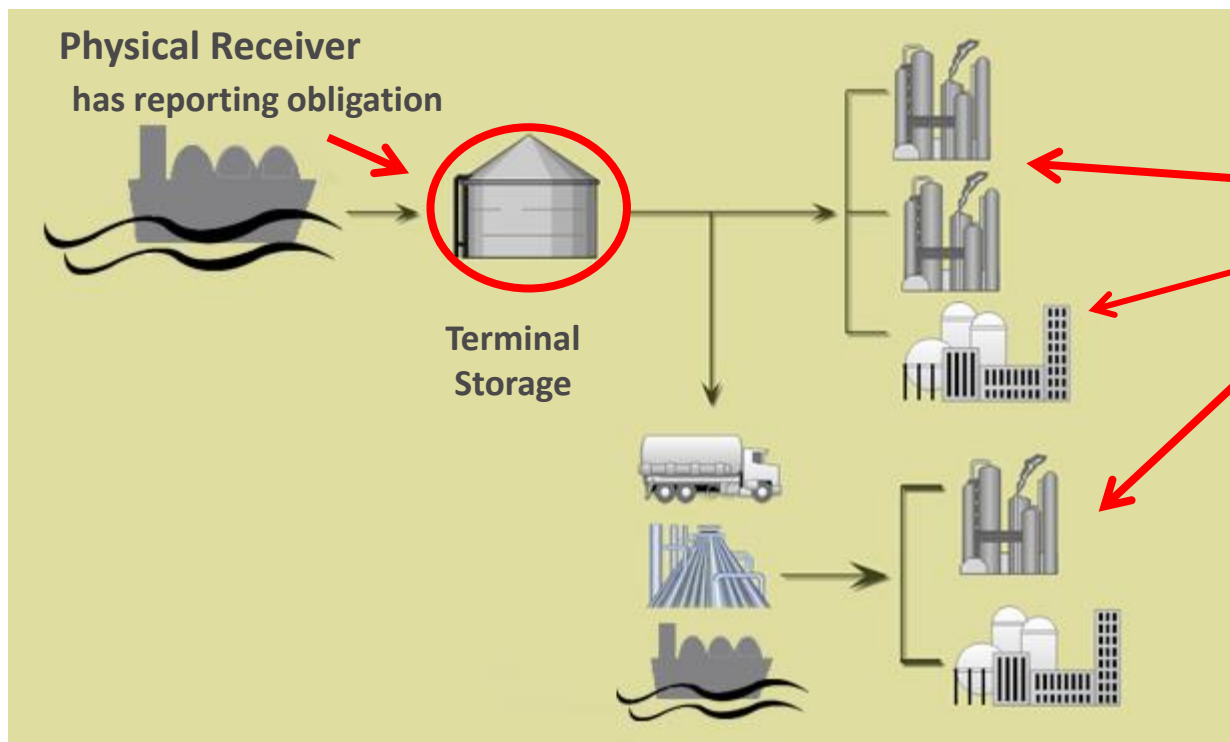 Physical Receiver
has reporting obligation
Terminal
Storage